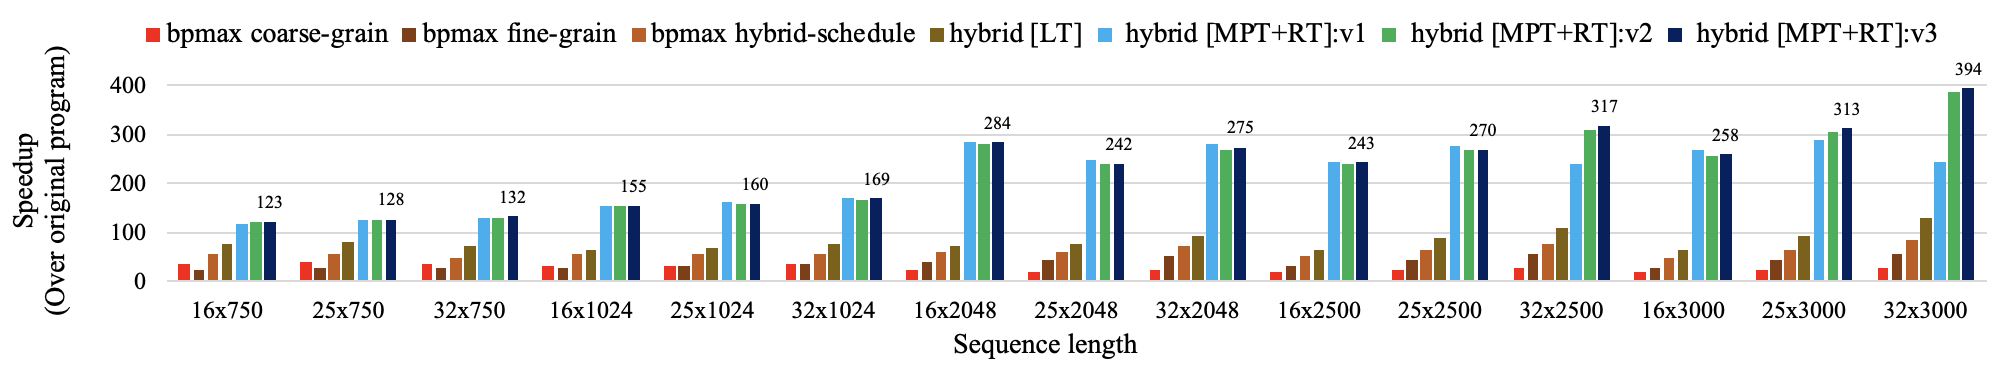 bpmax coarse-grain bpmax fine-grain bpmax hybrid-schedule hybrid [LT] hybrid [MPT+RT]:v1 hybrid [MPT+RT]:v2 hybrid [MPT+RT]:v3
Speedup
(Over original program)
400
300
200
100
0
123 128 132 155 160 169 284 242 275 243 270 317 258 313 394
16x750 25x750 32x750 16x1024 25x1024 32x1024 16x2048 25x2048 32x2048 16x2500 25x2500 32x2500 16x3000 25x3000 32x3000
Sequence length